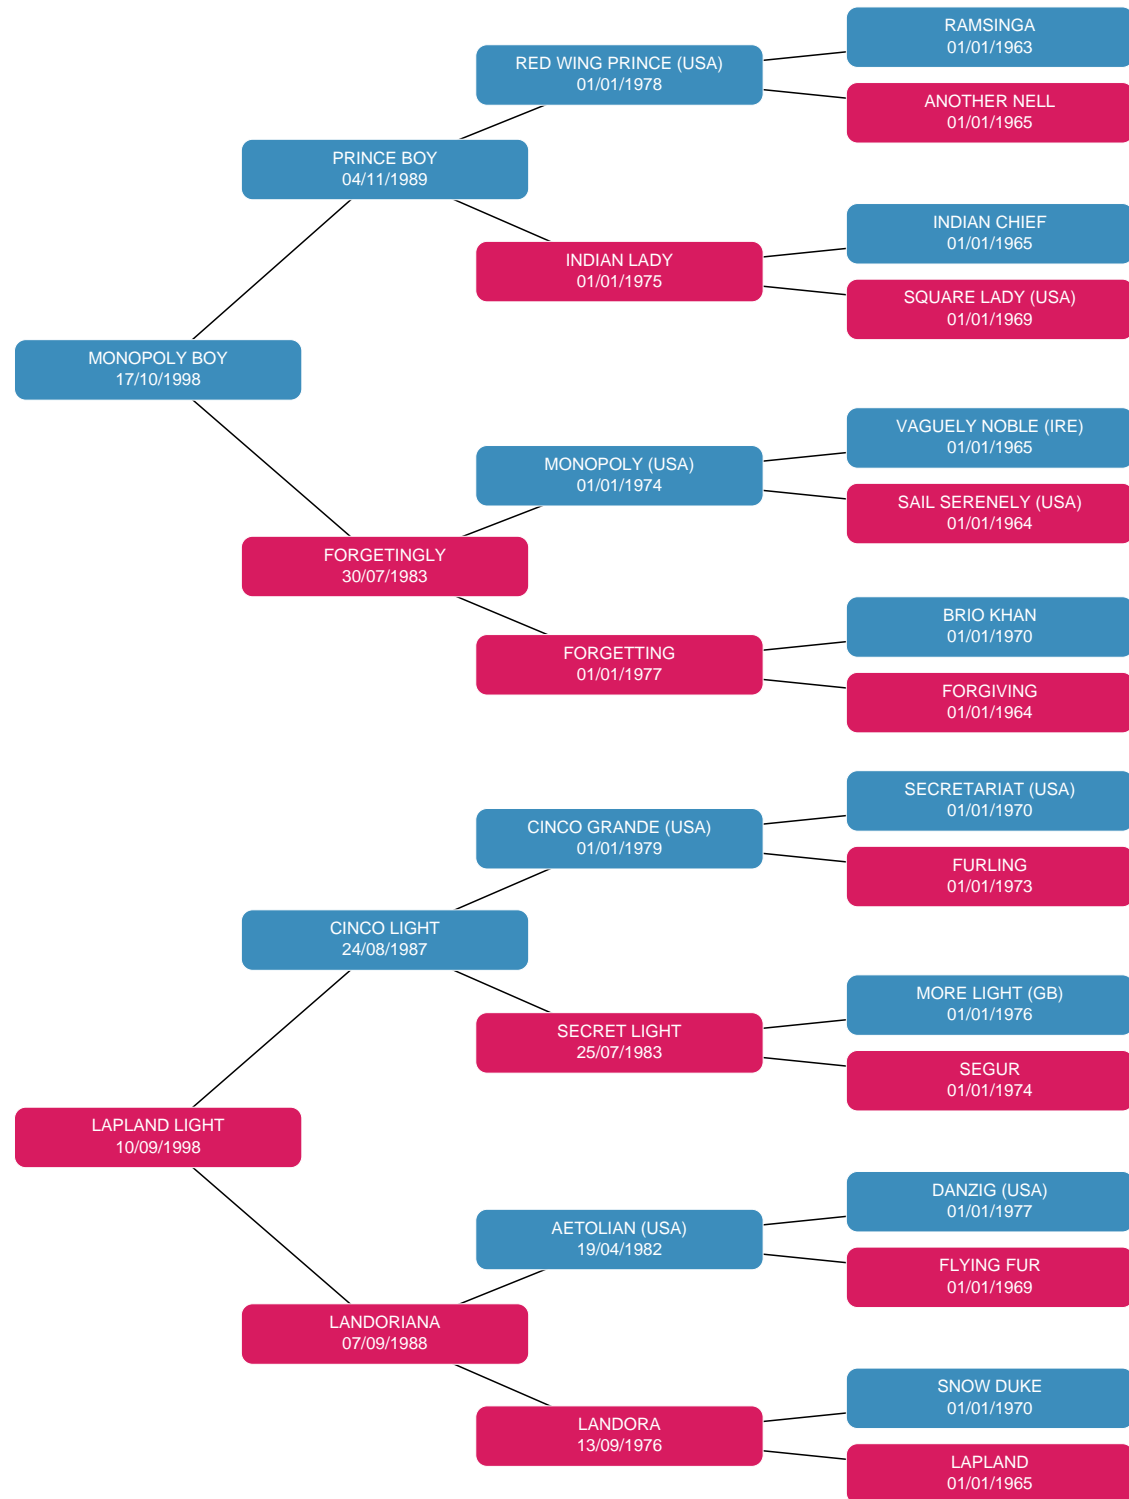 RAMSINGA
01/01/1963
RED WING PRINCE (USA)
01/01/1978
ANOTHER NELL
01/01/1965
PRINCE BOY
04/11/1989
INDIAN CHIEF
01/01/1965
INDIAN LADY
01/01/1975
SQUARE LADY (USA)
01/01/1969
MONOPOLY BOY
17/10/1998
VAGUELY NOBLE (IRE)
01/01/1965
MONOPOLY (USA)
01/01/1974
SAIL SERENELY (USA)
01/01/1964
FORGETINGLY
30/07/1983
BRIO KHAN
01/01/1970
FORGETTING
01/01/1977
FORGIVING
01/01/1964
SECRETARIAT (USA)
01/01/1970
CINCO GRANDE (USA)
01/01/1979
FURLING
01/01/1973
CINCO LIGHT
24/08/1987
MORE LIGHT (GB)
01/01/1976
SECRET LIGHT
25/07/1983
SEGUR
01/01/1974
LAPLAND LIGHT
10/09/1998
DANZIG (USA)
01/01/1977
AETOLIAN (USA)
19/04/1982
FLYING FUR
01/01/1969
LANDORIANA
07/09/1988
SNOW DUKE
01/01/1970
LANDORA
13/09/1976
LAPLAND
01/01/1965